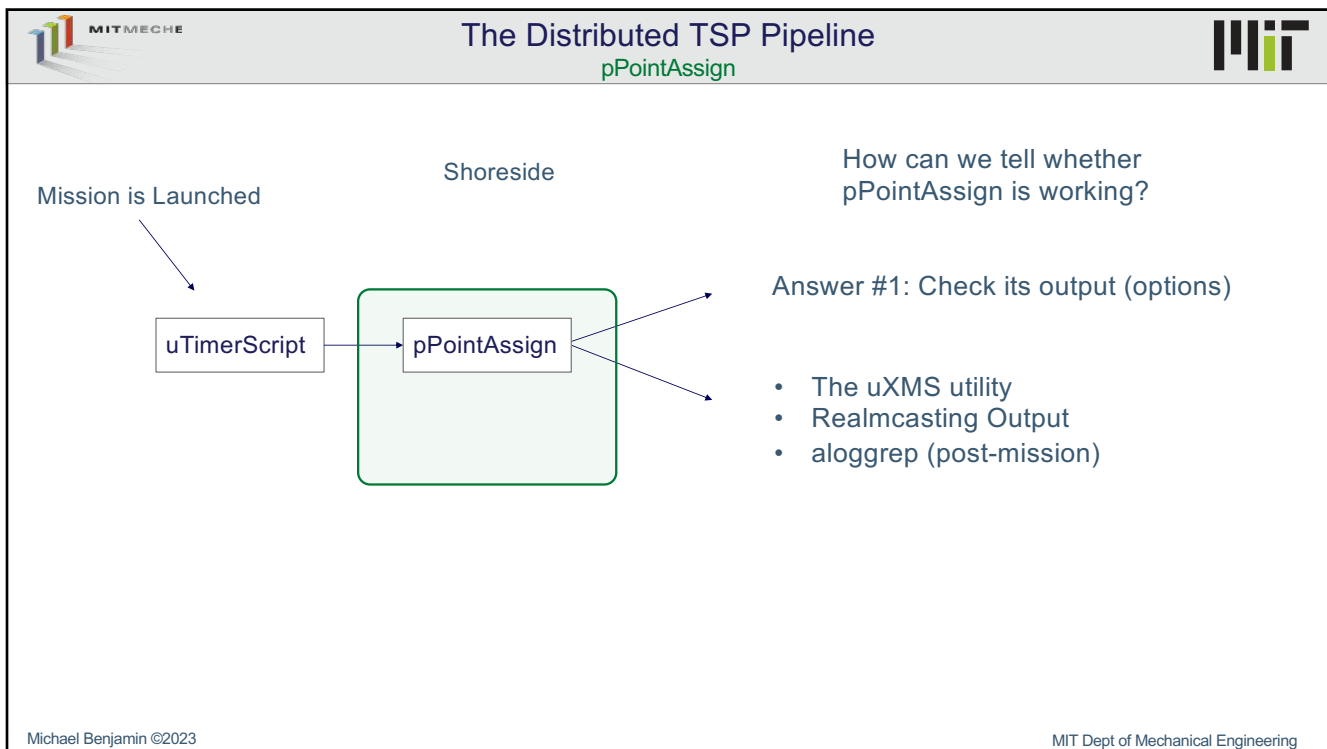 MITMECHE
The Distributed TSP Pipeline
pPointAssign
MIT
Mission is Launched
Shoreside
How can we tell whether
pPointAssign is working?
uTimerScript
pPointAssign
Answer #1: Check its output (options)
• The uXMS utility
• Realmcasting Output
• aloggrep (post-mission)
Michael Benjamin ©2023
MIT Dept of Mechanical Engineering